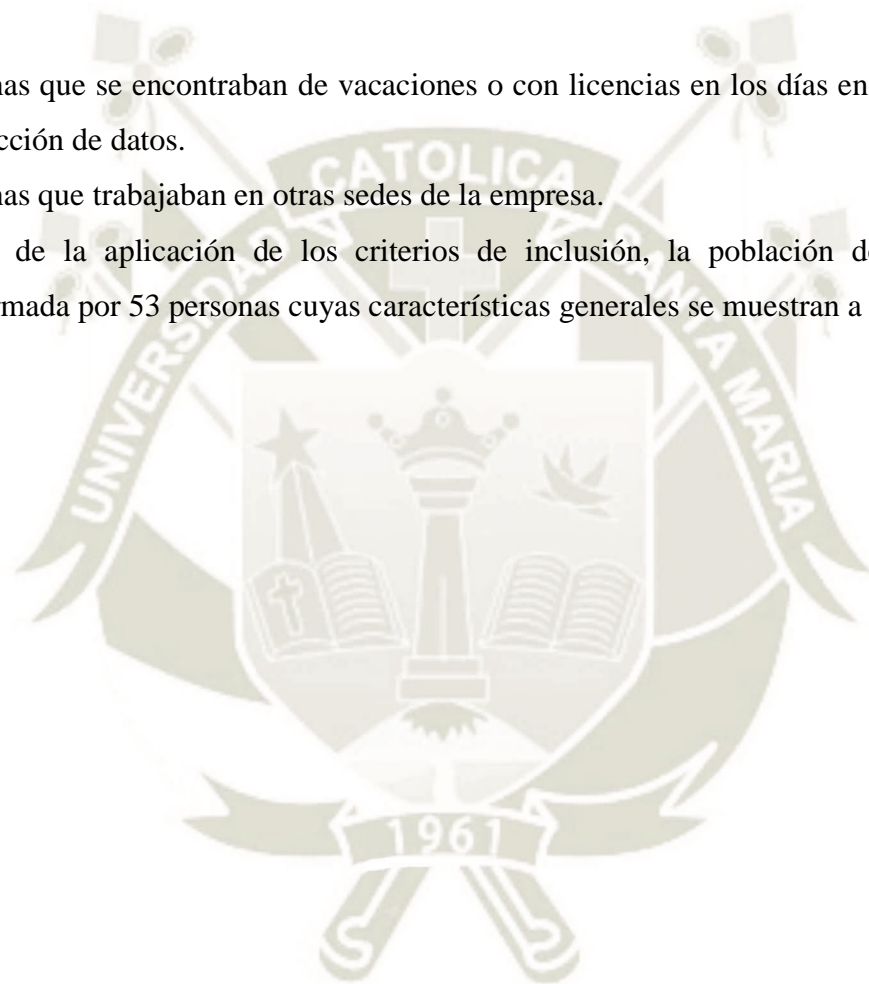 nas que se encontraban de vacaciones o con licencias en los días en
cción de datos.
nas que trabajaban en otras sedes de la empresa.
de la aplicación de los criterios de inclusión, la población de
rmada por 53 personas cuyas características generales se muestran a
UNIVERSIDAD CATOLICA SANTA MARIA
1961